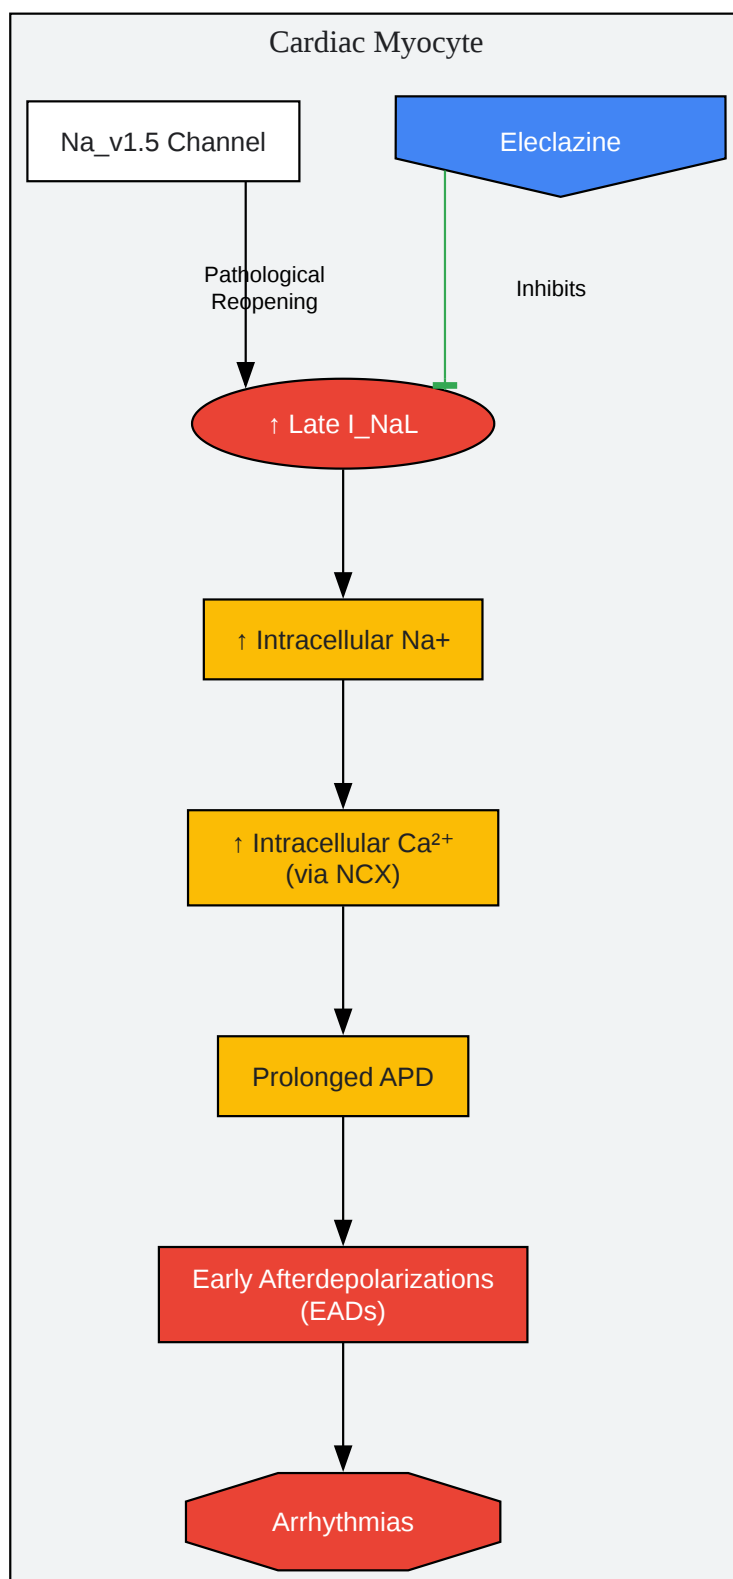 Cardiac Myocyte
Na_v1.5 Channel
Eleclazine
Pathological
Reopening
Inhibits
↑ Late I_NaL
↑ Intracellular Na+
↑ Intracellular Ca²⁺
(via NCX)
Prolonged APD
Early Afterdepolarizations
(EADs)
Arrhythmias